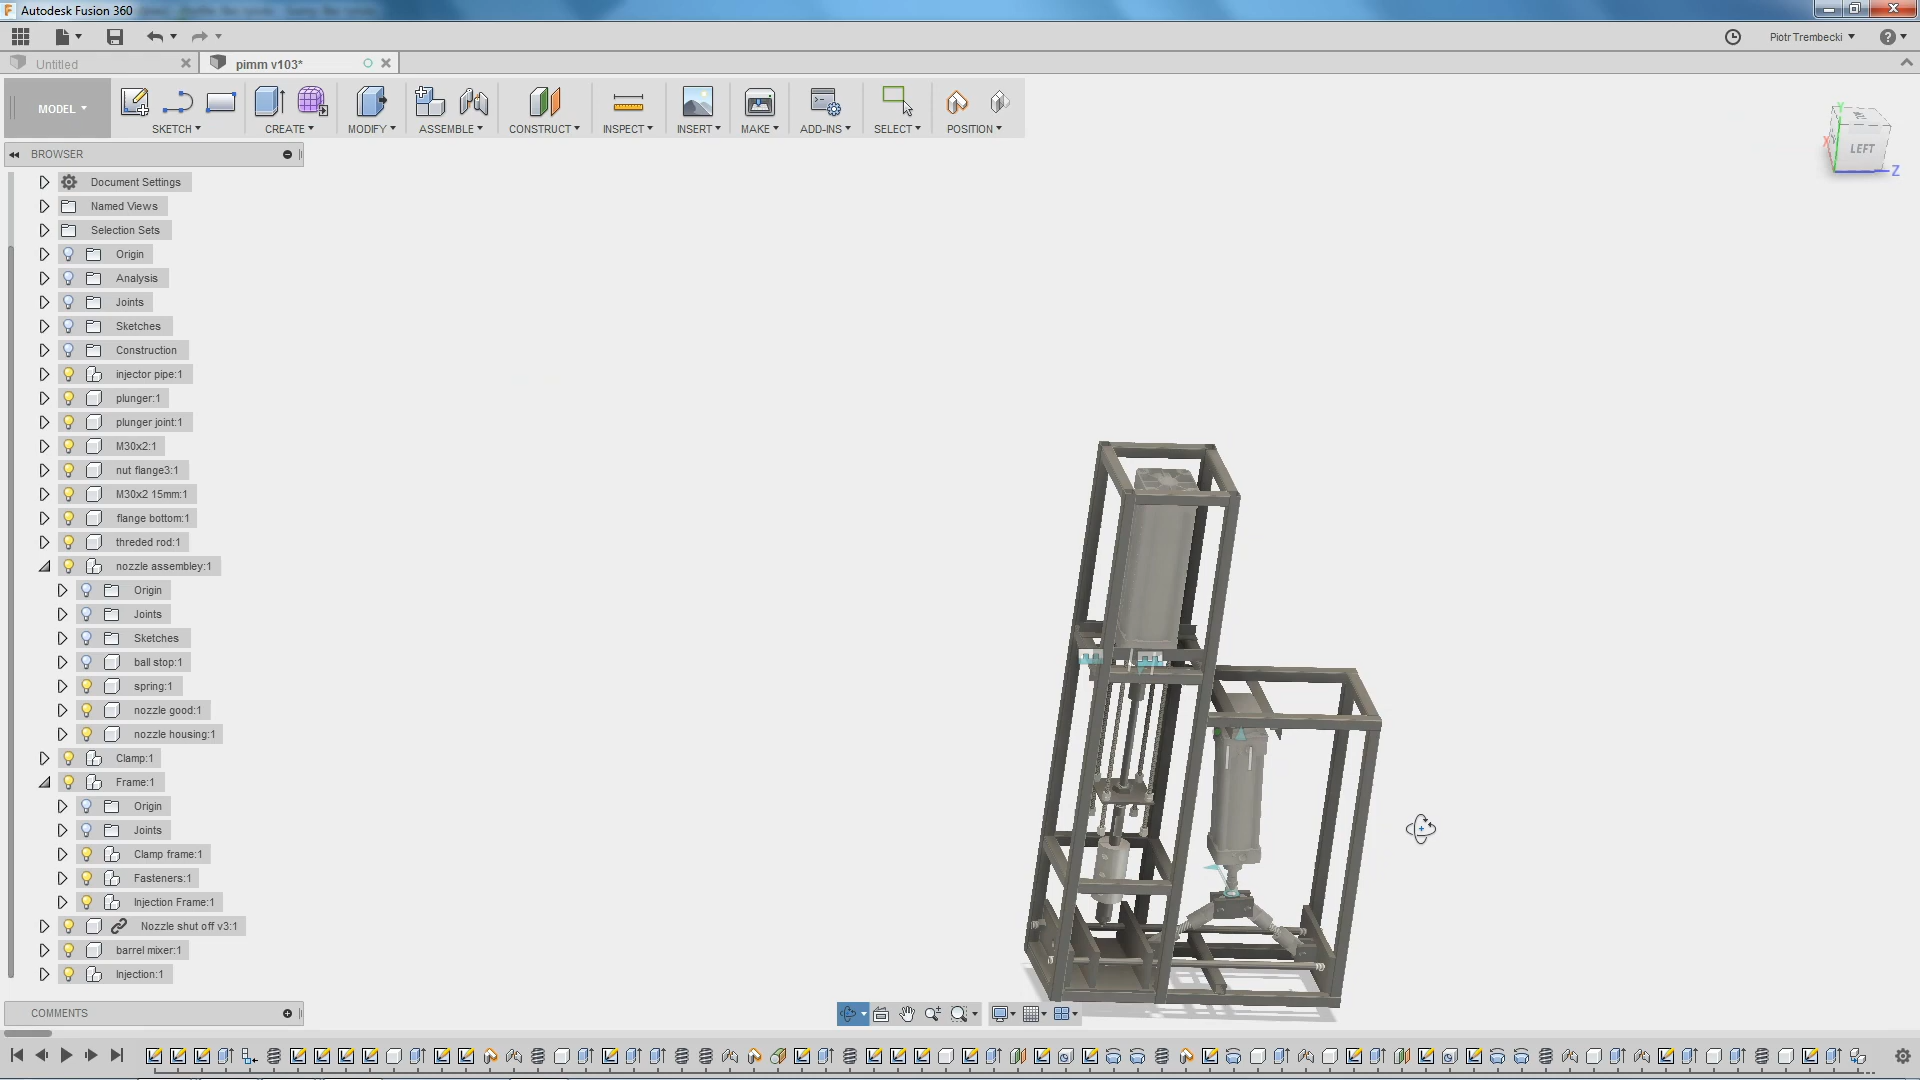 Autodesk Fusion 360
Piotr Trembecki
Untitled
pimm v103*
MODEL
SKETCH
CREATE
MODIFY
ASSEMBLE
CONSTRUCT
INSPECT
INSERT
MAKE
ADD-INS
SELECT
POSITION
Y
X
LEFT
Z
BROWSER
Document Settings
Named Views
Selection Sets
Origin
Analysis
Joints
Sketches
Construction
injector pipe:1
plunger:1
plunger joint:1
M30x2:1
nut flange3:1
M30x2 15mm:1
flange bottom:1
threded rod:1
nozzle assembley:1
Origin
Joints
Sketches
ball stop:1
spring:1
nozzle good:1
nozzle housing:1
Clamp:1
Frame:1
Origin
Joints
Clamp frame:1
Fasteners:1
Injection Frame:1
Nozzle shut off v3:1
barrel mixer:1
Injection:1
COMMENTS